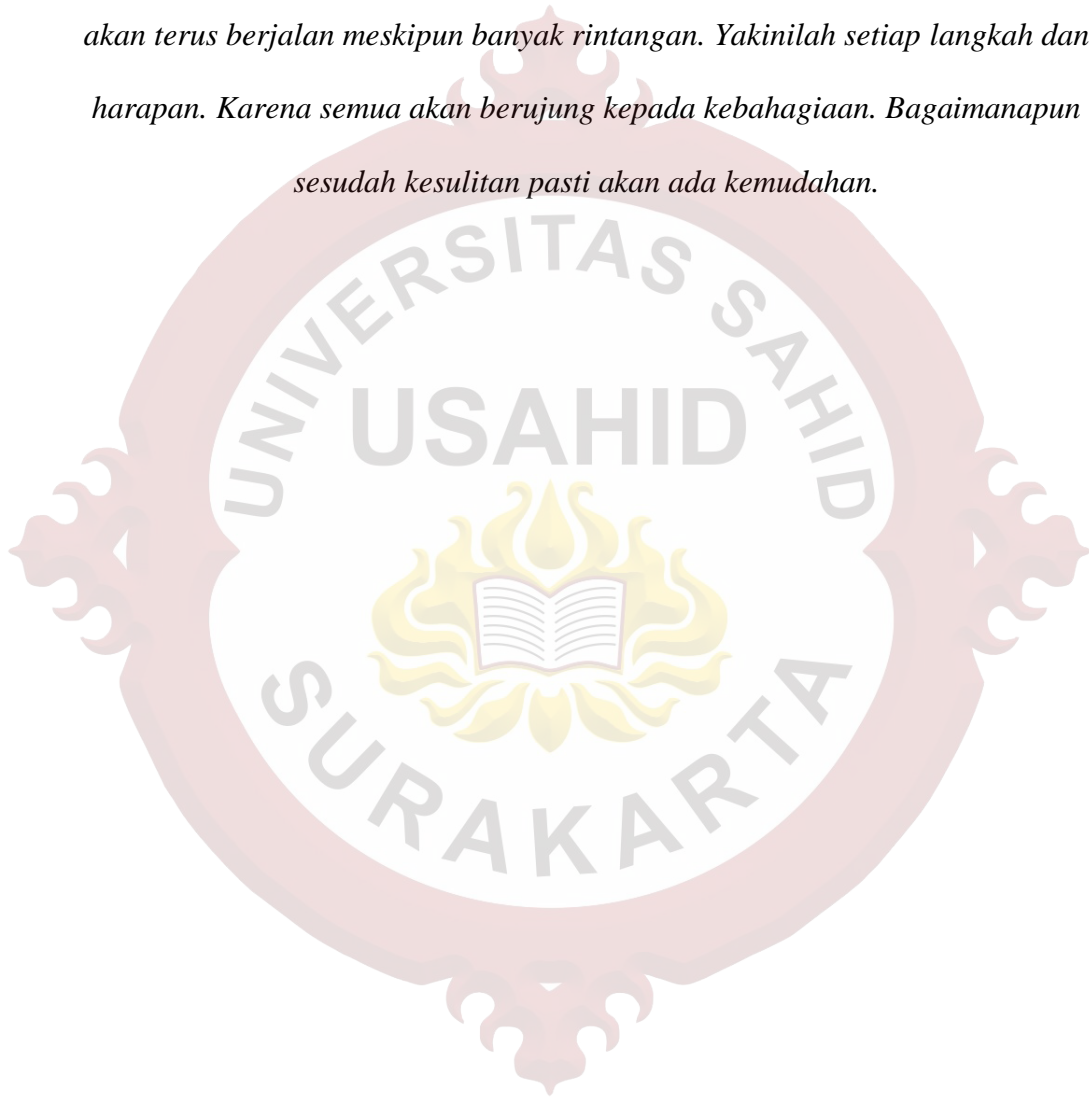 akan terus berjalan meskipun banyak rintangan. Yakinilah setiap langkah dan
harapan. Karena semua akan berujung kepada kebahagiaan. Bagaimanapun
sesudah kesulitan pasti akan ada kemudahan.
UNIVERSITAS SAHID
USAHID
SURAKARTA